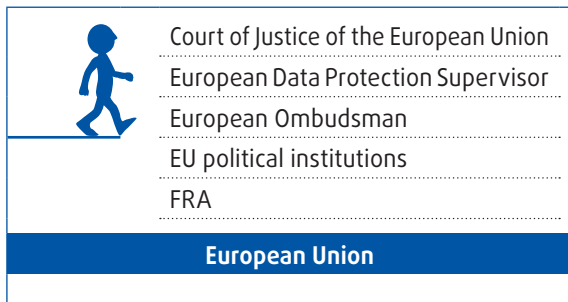 Court of Justice of the European Union
European Data Protection Supervisor
European Ombudsman
EU political institutions
FRA
European Union